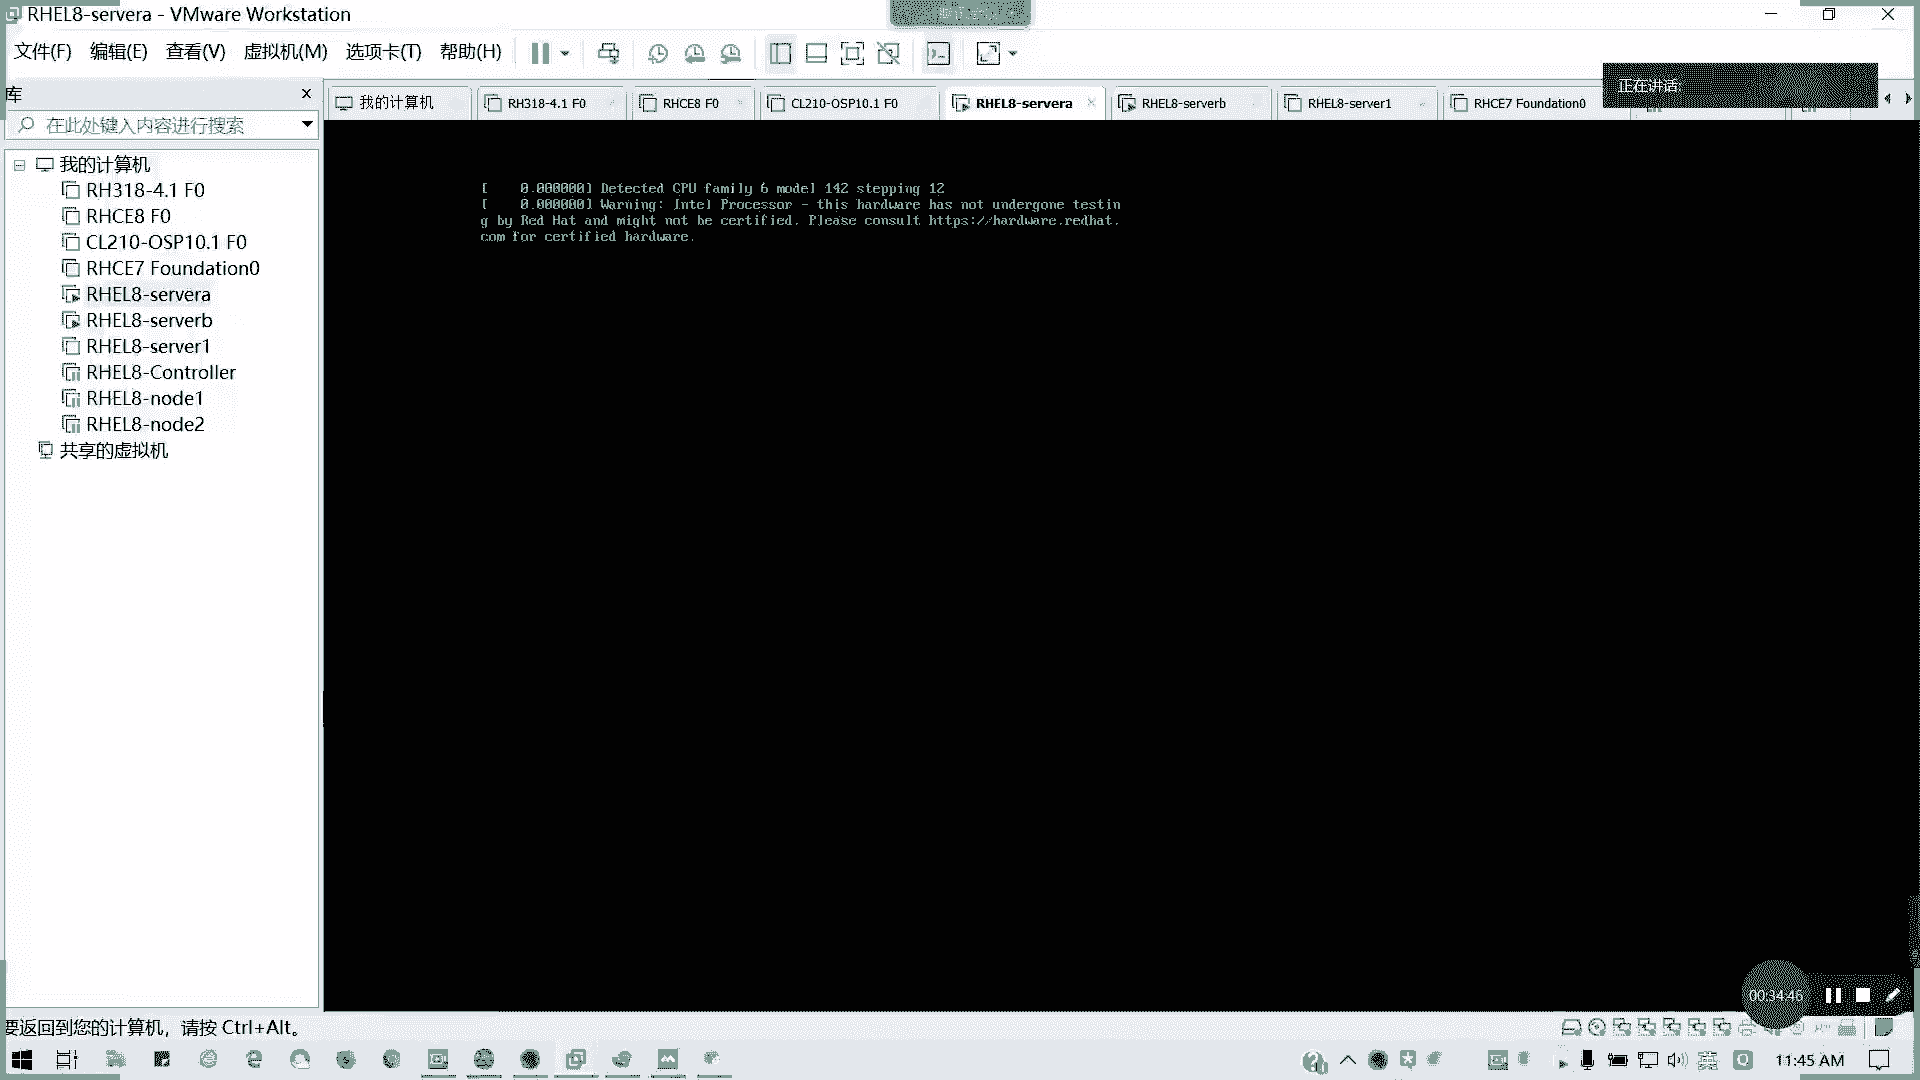 RHEL8-servera - VMware Workstation
文件(F) 编辑(E) 查看(V) 虚拟机(M) 选项卡(T) 帮助(H)
正在讲话:
库
我的计算机 RH318-4.1 F0 RHCE8 F0 CL210-OSP10.1 F0 RHEL8-servera RHEL8-serverb RHEL8-server1 RHCE7 Foundation0
在此处键入内容进行搜索
我的计算机
RH318-4.1 F0
RHCE8 F0
CL210-OSP10.1 F0
RHCE7 Foundation0
RHEL8-servera
RHEL8-serverb
RHEL8-server1
RHEL8-Controller
RHEL8-node1
RHEL8-node2
共享的虚拟机
[    0.000000] Detected CPU family 6 model 142 stepping 12
[    0.000000] Warning: Intel Processor - this hardware has not undergone testin
g by Red Hat and might not be certified. Please consult https://hardware.redhat.
com for certified hardware.
00:34:46
要返回到您的计算机，请按 Ctrl+Alt。
英
11:45 AM